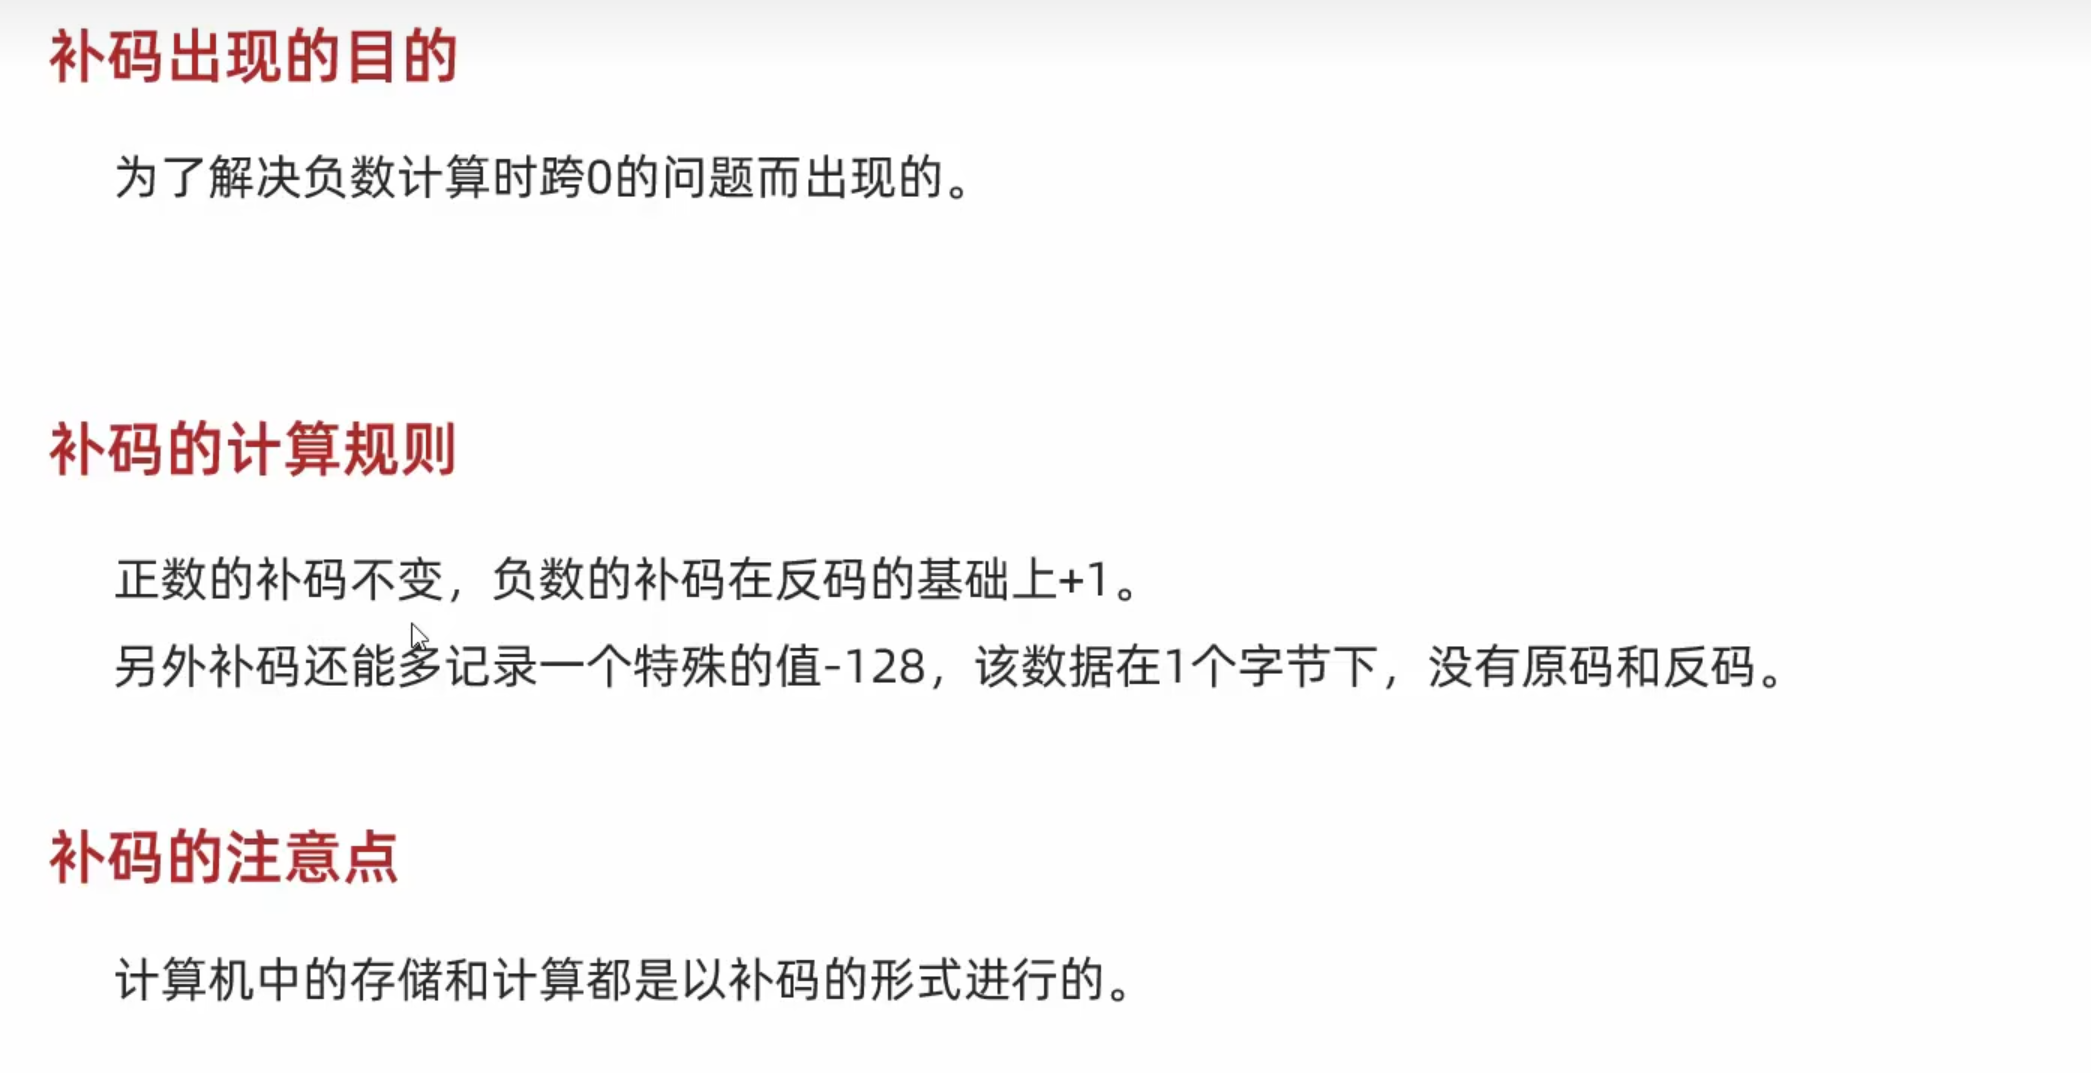 补码出现的目的
为了解决负数计算时跨0的问题而出现的。
补码的计算规则
正数的补码不变，负数的补码在反码的基础上+1。
另外补码还能多记录一个特殊的值-128，该数据在1个字节下，没有原码和反码。
补码的注意点
计算机中的存储和计算都是以补码的形式进行的。